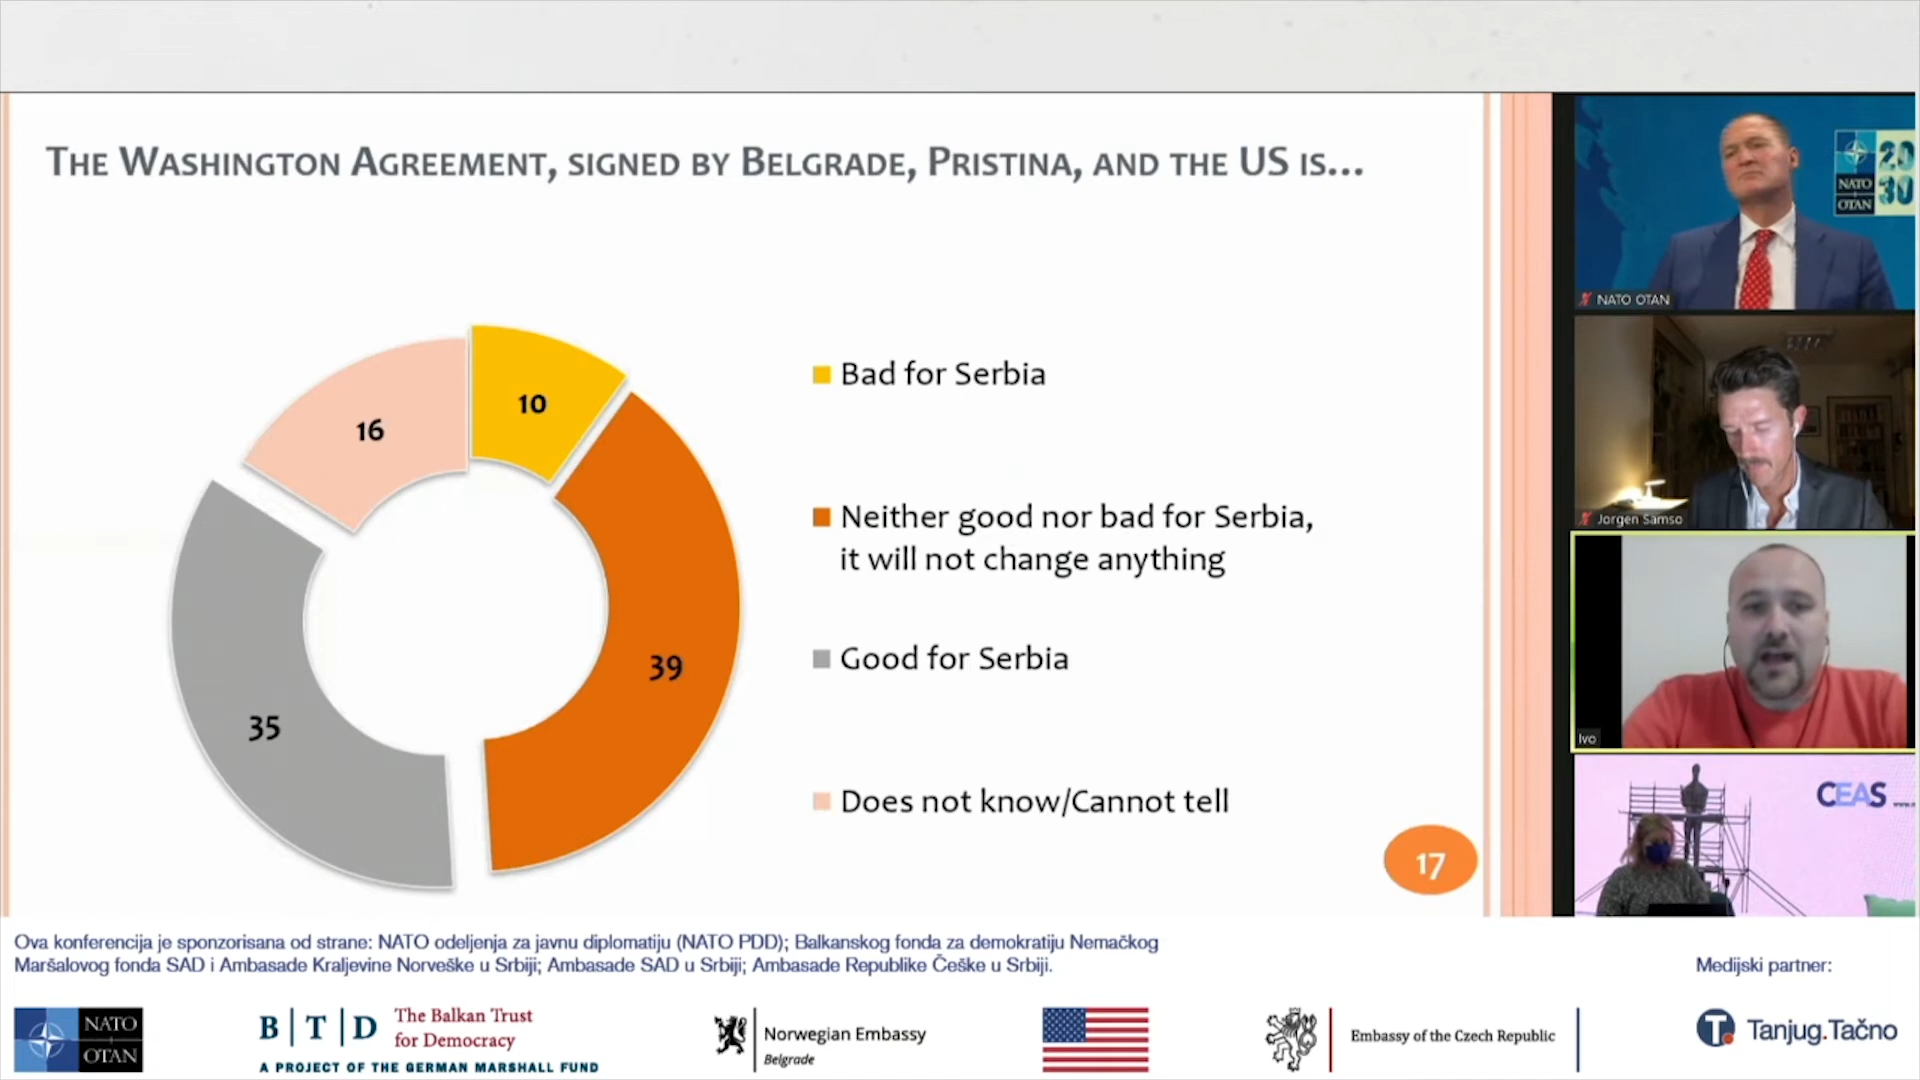 THE WASHINGTON AGREEMENT, SIGNED BY BELGRADE, PRISTINA, AND THE US IS...
10
16
39
35
Bad for Serbia
Neither good nor bad for Serbia,
it will not change anything
Good for Serbia
Does not know/Cannot tell
17
20
30
NATO
OTAN
NATO OTAN
Jorgen Samso
Ivo
CEAS
Ova konferencija je sponzorisana od strane: NATO odeljenja za javnu diplomatiju (NATO PDD); Balkanskog fonda za demokratiju Nemačkog
Maršalovog fonda SAD i Ambasade Kraljevine Norveške u Srbiji; Ambasade SAD u Srbiji; Ambasade Republike Češke u Srbiji.
Medijski partner:
NATO
OTAN
B|T|D
The Balkan Trust
for Democracy
A PROJECT OF THE GERMAN MARSHALL FUND
Norwegian Embassy
Belgrade
Embassy of the Czech Republic
T.
Tanjug.Tačno